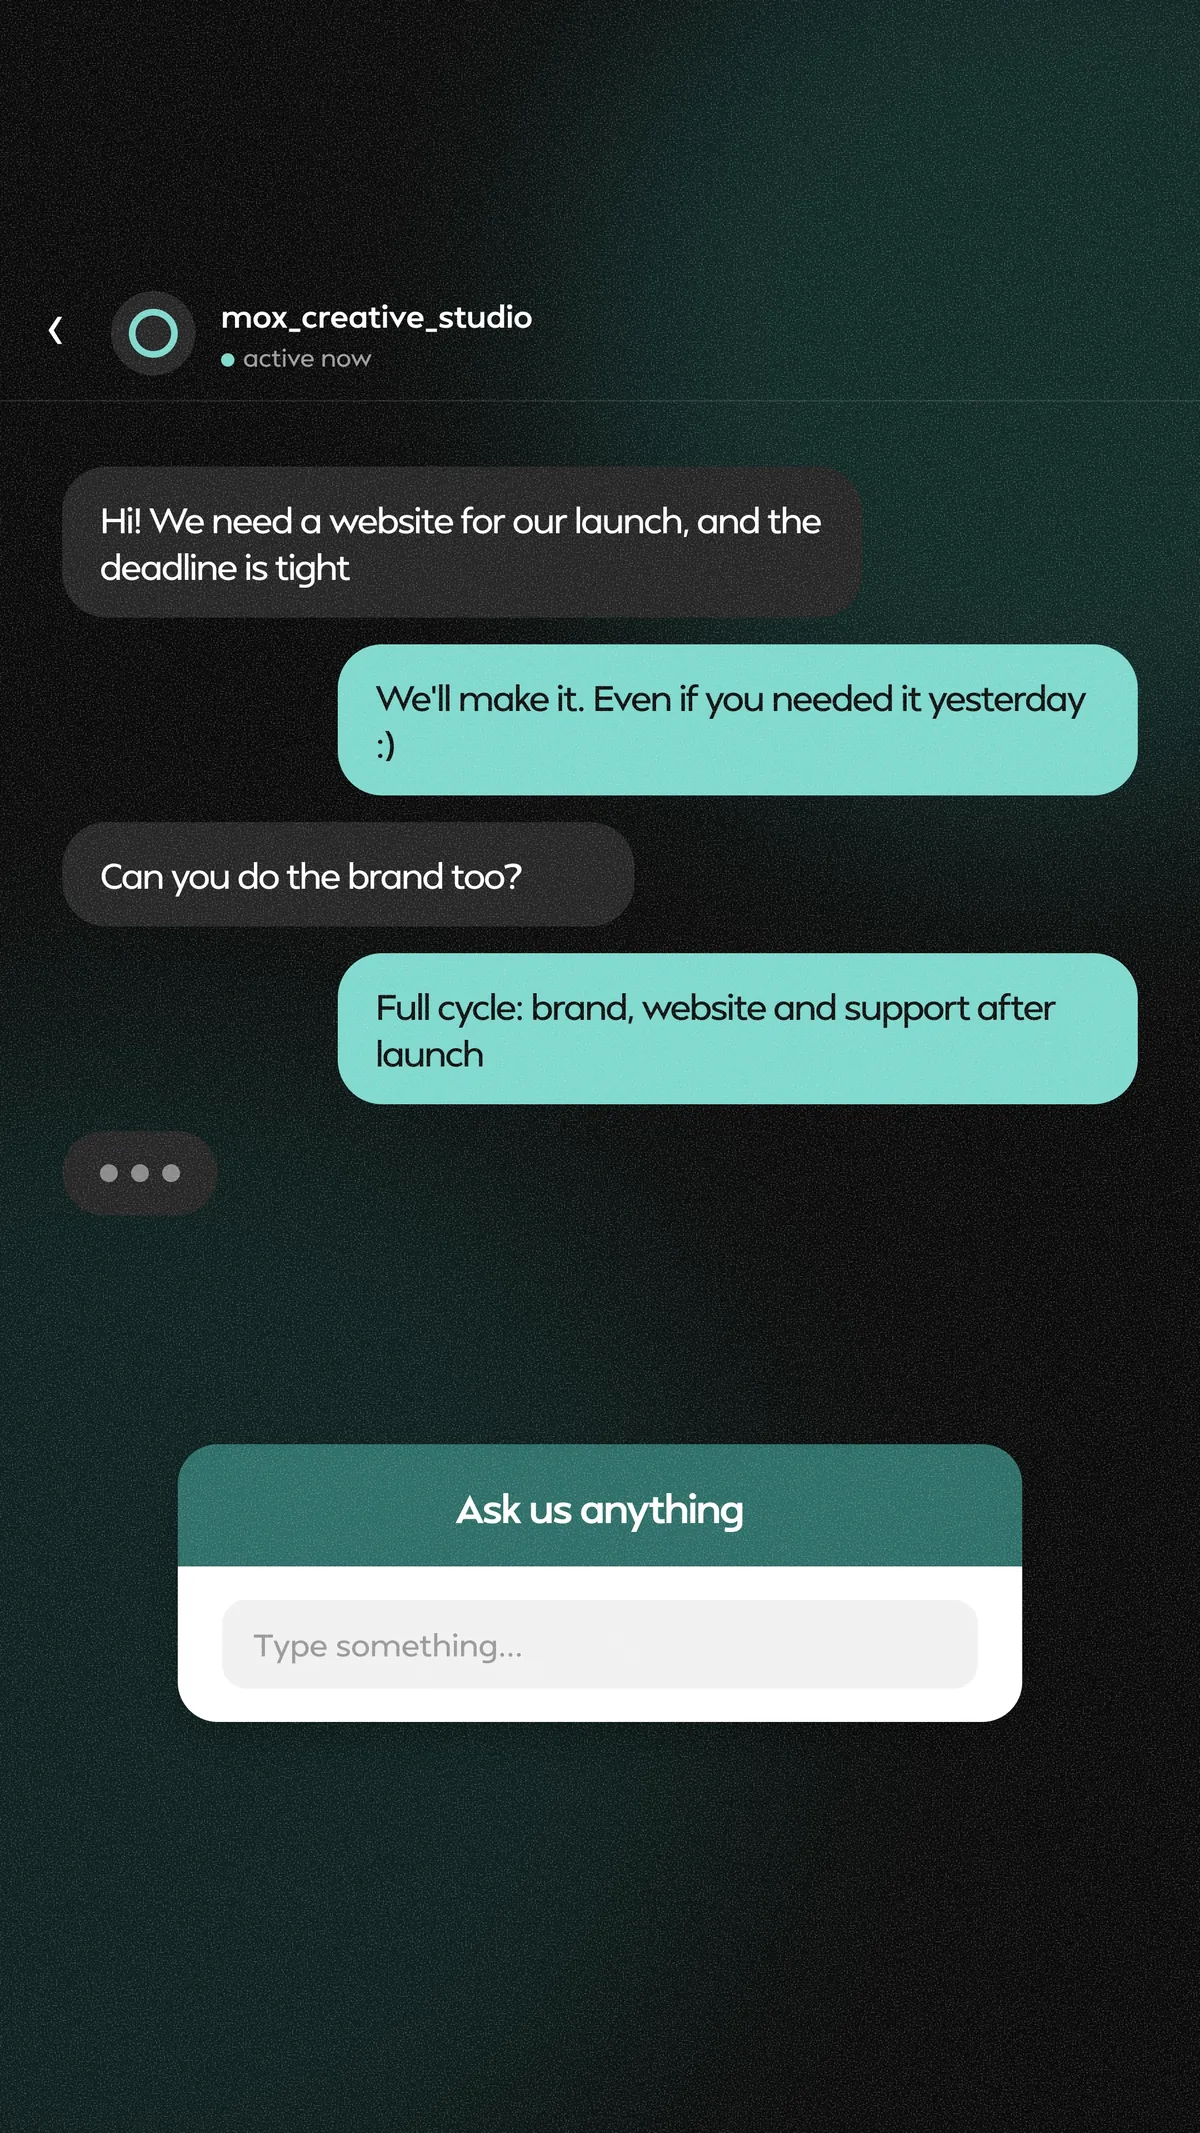 mox_creative_studio
active now
Hi! We need a website for our launch, and the
deadline is tight
We'll make it. Even if you needed it yesterday
:)
Can you do the brand too?
Full cycle: brand, website and support after
launch
Ask us anything
Type something...